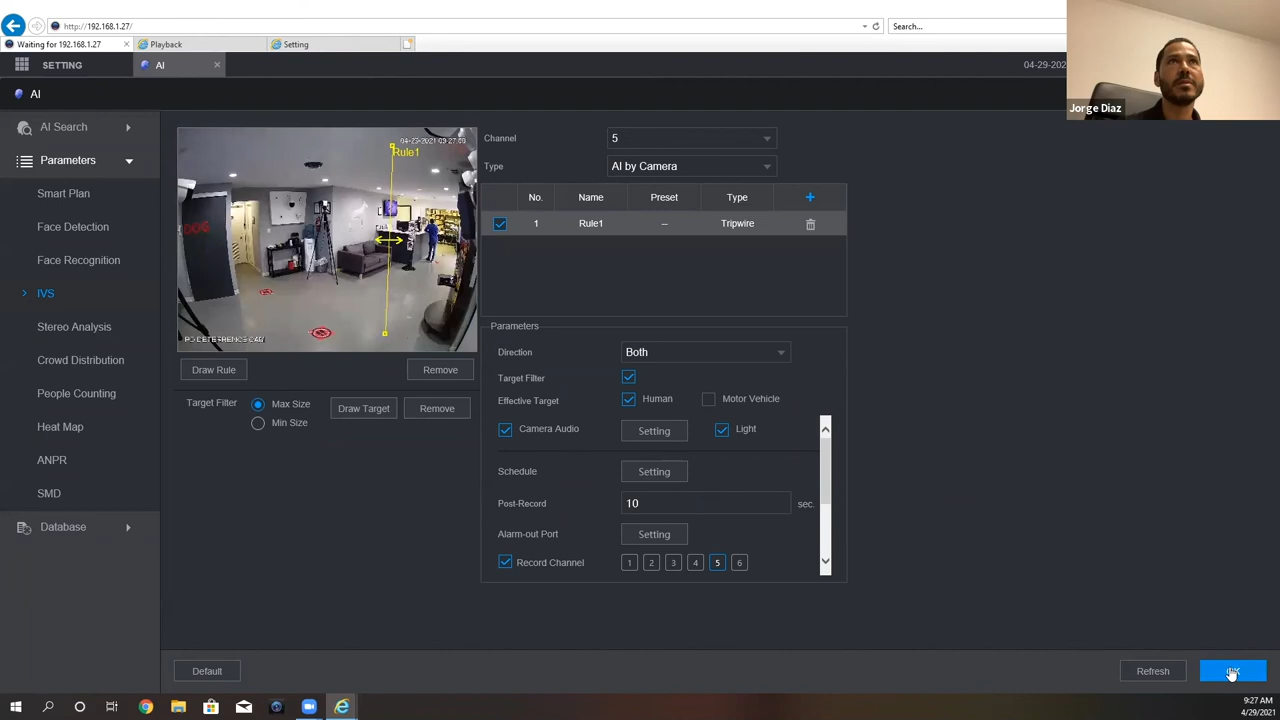 http://192.168.1.27/
Search...
Waiting for 192.168.1.27
Playback
Setting
SETTING
AI
04-29-202
Jorge Diaz
AI
AI Search
Parameters
Smart Plan
Face Detection
Face Recognition
IVS
Stereo Analysis
Crowd Distribution
People Counting
Heat Map
ANPR
SMD
Database
Rule1
Draw Rule
Remove
Target Filter
Max Size
Min Size
Draw Target
Remove
Channel
5
Type
AI by Camera
No.
Name
Preset
Type
1
Rule1
--
Tripwire
Parameters
Direction
Both
Target Filter
Effective Target
Human
Motor Vehicle
Camera Audio
Setting
Light
Schedule
Setting
Post-Record
10
sec.
Alarm-out Port
Setting
Record Channel
1
2
3
4
5
6
Default
Refresh
9:27 AM
4/29/2021